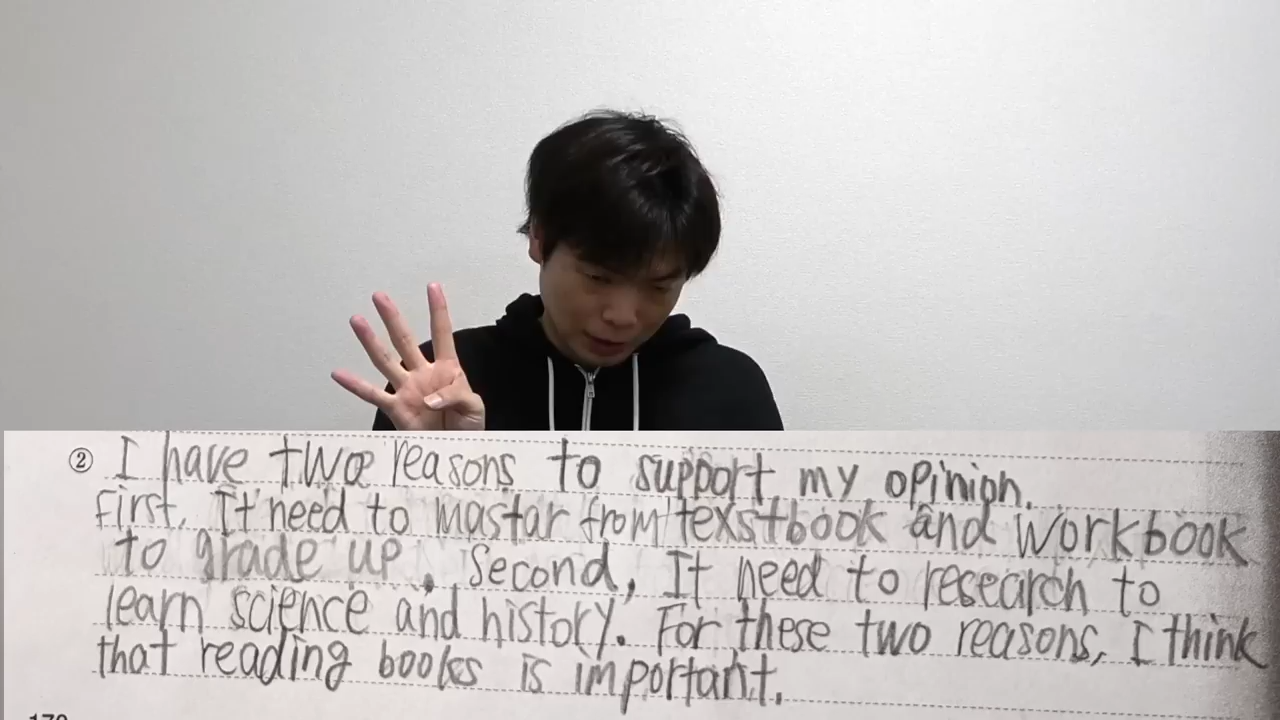 ② I have two reasons to support my opinion.
First, It need to mastar from texstbook and workbook
to grade up. Second, It need to research to
learn science and history. For these two reasons, I think
that reading books is important.